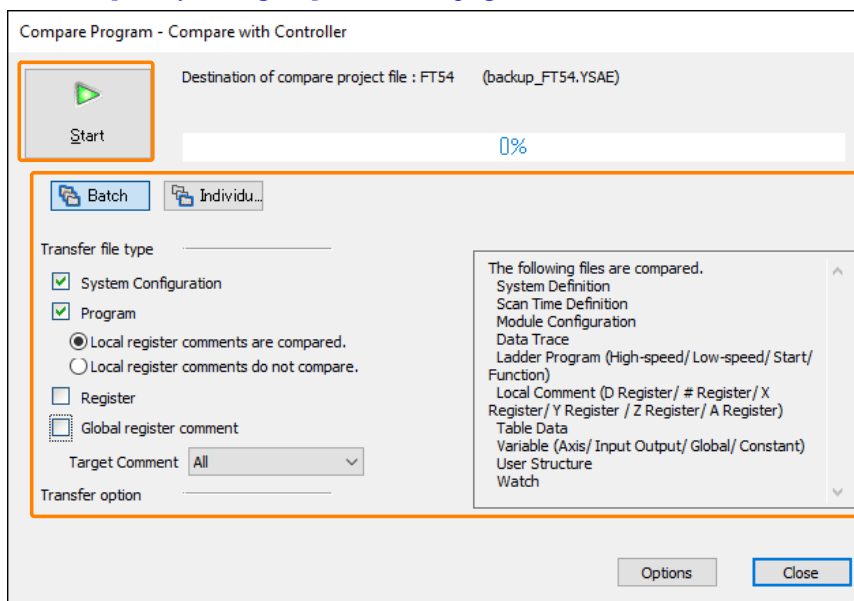 Compare Program - Compare with Controller
Destination of compare project file : FT54 (backup_FT54.YSAE)
Start
0%
Batch
Individu...
Transfer file type
System Configuration
Program
Local register comments are compared.
Local register comments do not compare.
Register
Global register comment
Target Comment All
Transfer option
The following files are compared.
System Definition
Scan Time Definition
Module Configuration
Data Trace
Ladder Program (High-speed/ Low-speed/ Start/
Function)
Local Comment (D Register/ # Register/ X
Register/ Y Register / Z Register/ A Register)
Table Data
Variable (Axis/ Input Output/ Global/ Constant)
User Structure
Watch
Options
Close